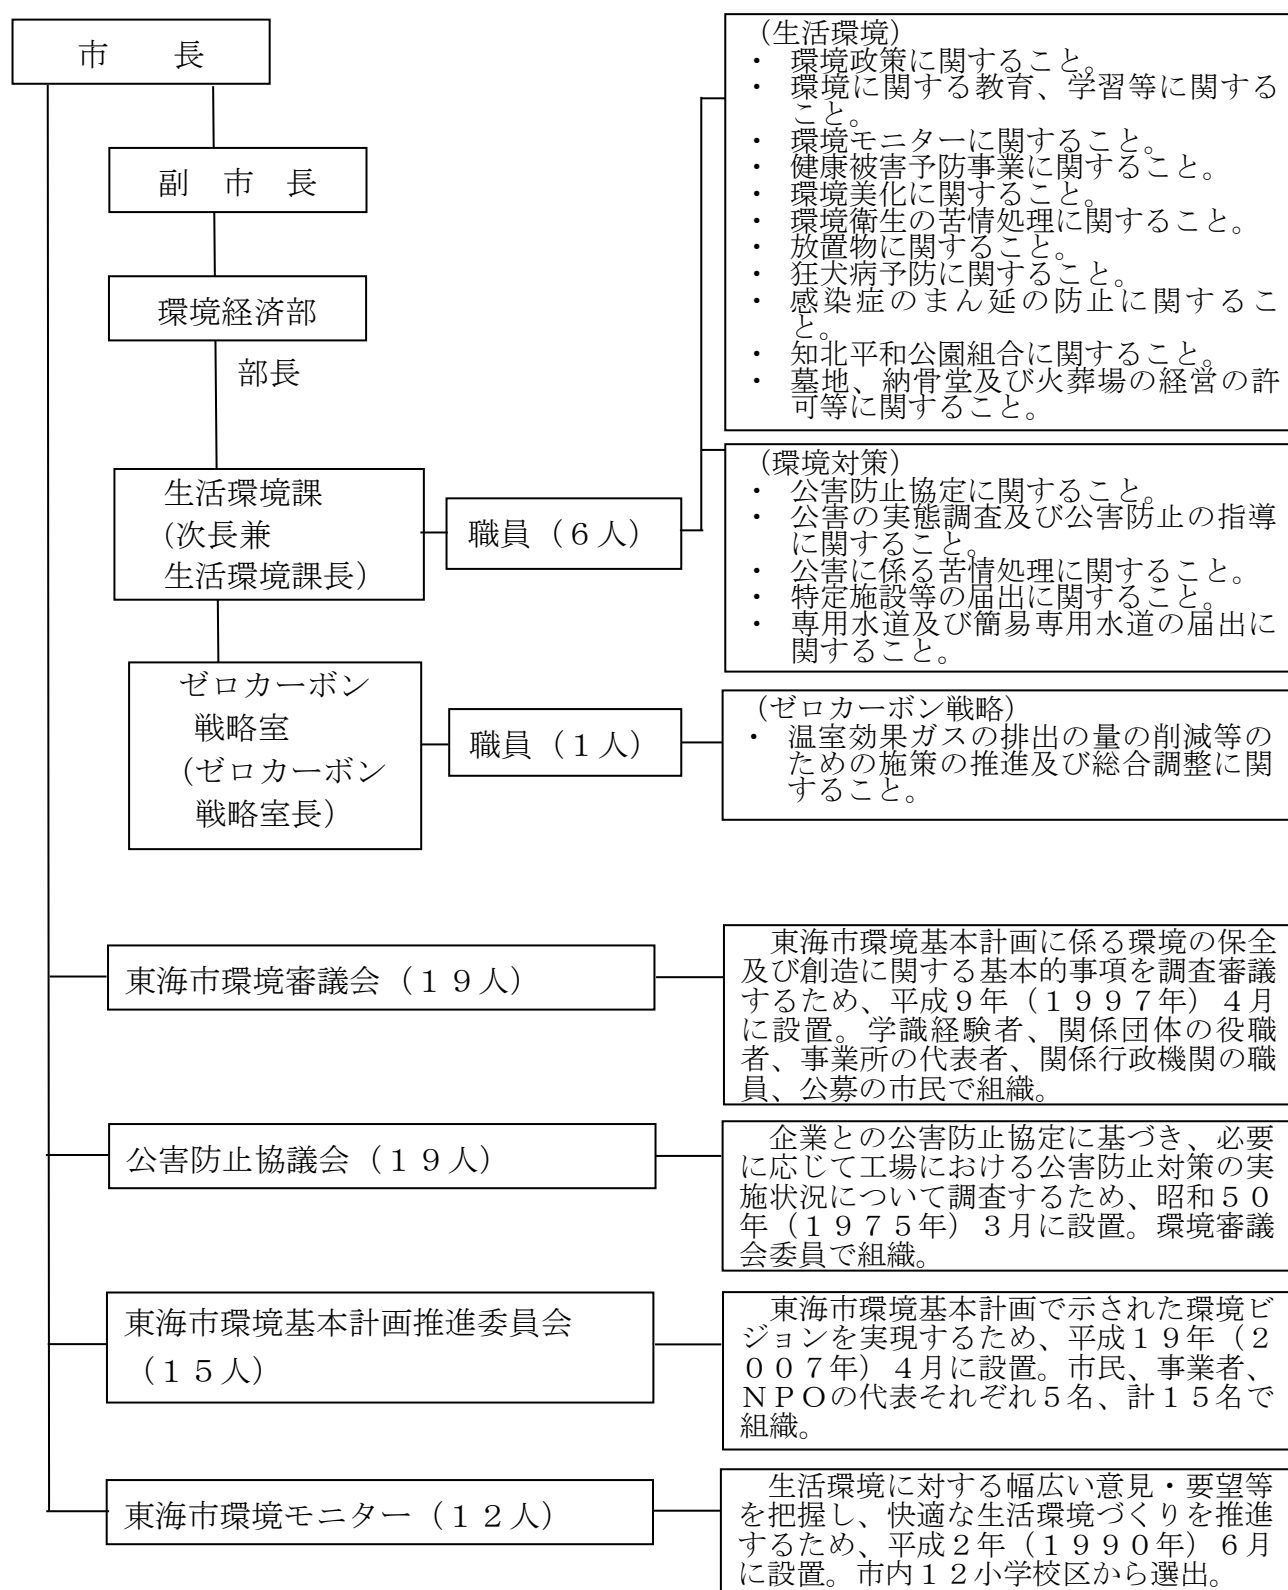 市　　長
副　市　長
環境経済部
部長
生活環境課
（次長兼
生活環境課長）
職員（６人）
（生活環境）
・　環境政策に関すること。
・　環境に関する教育、学習等に関する
こと。
・　環境モニターに関すること。
・　健康被害予防事業に関すること。
・　環境美化に関すること。
・　環境衛生の苦情処理に関すること。
・　放置物に関すること。
・　狂犬病予防に関すること。
・　感染症のまん延の防止に関するこ
と。
・　知北平和公園組合に関すること。
・　墓地、納骨堂及び火葬場の経営の許
可等に関すること。
（環境対策）
・　公害防止協定に関すること。
・　公害の実態調査及び公害防止の指導
に関すること。
・　公害に係る苦情処理に関すること。
・　特定施設等の届出に関すること。
・　専用水道及び簡易専用水道の届出に
関すること。
ゼロカーボン
戦略室
（ゼロカーボン
戦略室長）
職員（１人）
（ゼロカーボン戦略）
・　温室効果ガスの排出の量の削減等の
ための施策の推進及び総合調整に関
すること。
東海市環境審議会（１９人）
東海市環境基本計画に係る環境の保全
及び創造に関する基本的事項を調査審議
するため、平成９年（１９９７年）４月
に設置。学識経験者、関係団体の役職
者、事業所の代表者、関係行政機関の職
員、公募の市民で組織。
公害防止協議会（１９人）
企業との公害防止協定に基づき、必要
に応じて工場における公害防止対策の実
施状況について調査するため、昭和５０
年（１９７５年）３月に設置。環境審議
会委員で組織。
東海市環境基本計画推進委員会
（１５人）
東海市環境基本計画で示された環境ビ
ジョンを実現するため、平成１９年（２
００７年）４月に設置。市民、事業者、
ＮＰＯの代表それぞれ５名、計１５名で
組織。
東海市環境モニター（１２人）
生活環境に対する幅広い意見・要望等
を把握し、快適な生活環境づくりを推進
するため、平成２年（１９９０年）６月
に設置。市内１２小学校区から選出。